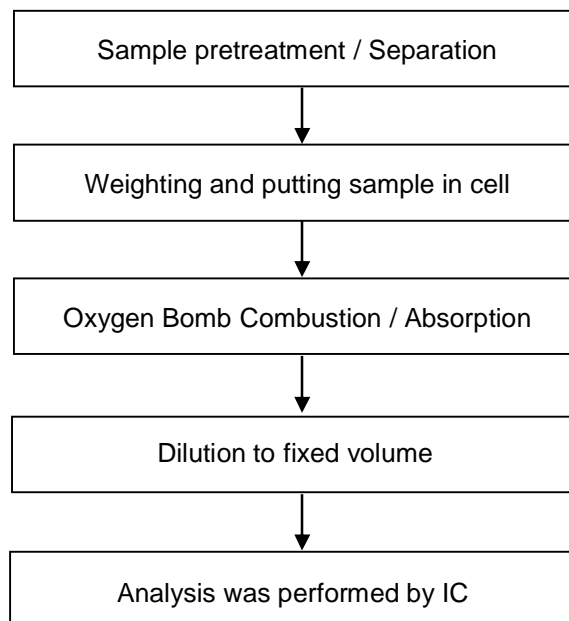 Sample pretreatment / Separation
Weighting and putting sample in cell
Oxygen Bomb Combustion / Absorption
Dilution to fixed volume
Analysis was performed by IC